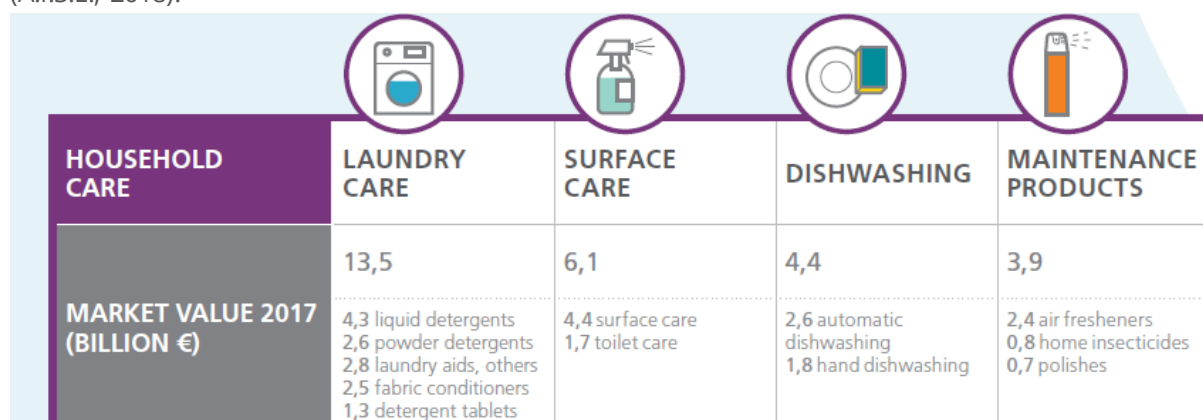 (A.I.S.E., 2018).
HOUSEHOLD
CARE
LAUNDRY
CARE
SURFACE
CARE
DISHWASHING
MAINTENANCE
PRODUCTS
MARKET VALUE 2017
(BILLION €)
13,5
4,3 liquid detergents
2,6 powder detergents
2,8 laundry aids, others
2,5 fabric conditioners
1,3 detergent tablets
6,1
4,4 surface care
1,7 toilet care
4,4
2,6 automatic
dishwashing
1,8 hand dishwashing
3,9
2,4 air fresheners
0,8 home insecticides
0,7 polishes